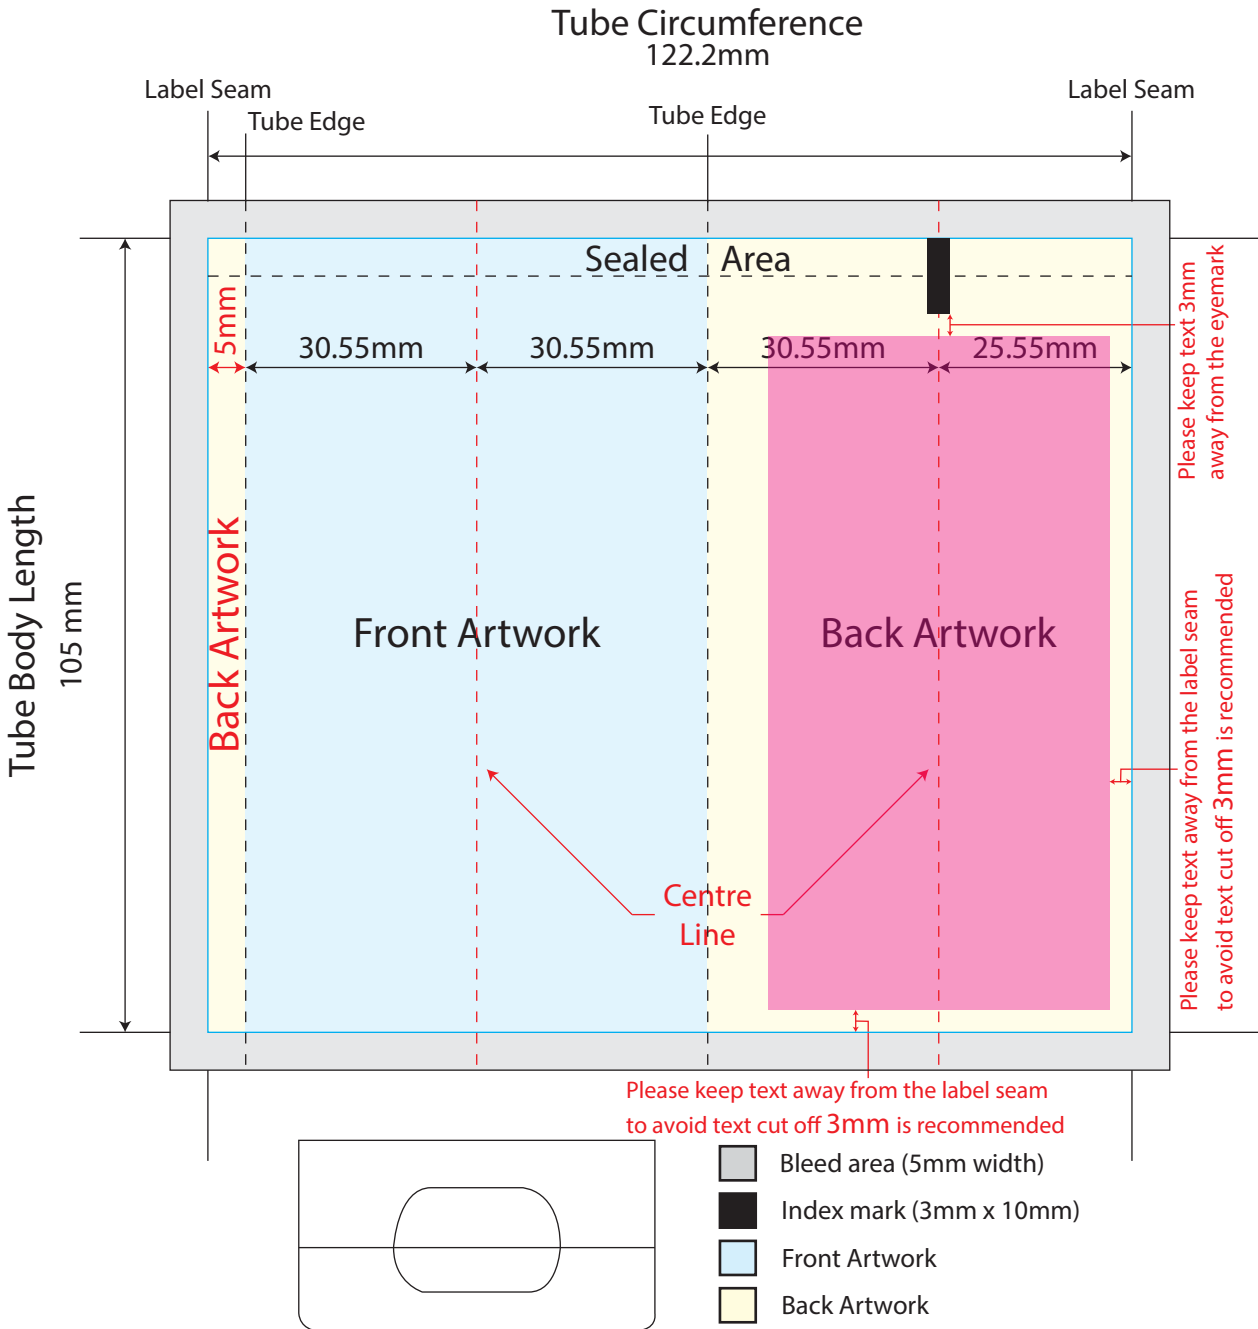 Tube Circumference
122.2mm
Label Seam
Label Seam
Tube Edge
Tube Edge
Sealed Area
5mm
30.55mm
30.55mm
30.55mm
25.55mm
Please keep text 3mm
away from the eyemark
Tube Body Length
105 mm
Back Artwork
Front Artwork
Back Artwork
Please keep text away from the label seam
to avoid text cut off 3mm is recommended
Centre
Line
Please keep text away from the label seam
to avoid text cut off 3mm is recommended
Bleed area (5mm width)
Index mark (3mm x 10mm)
Front Artwork
Back Artwork